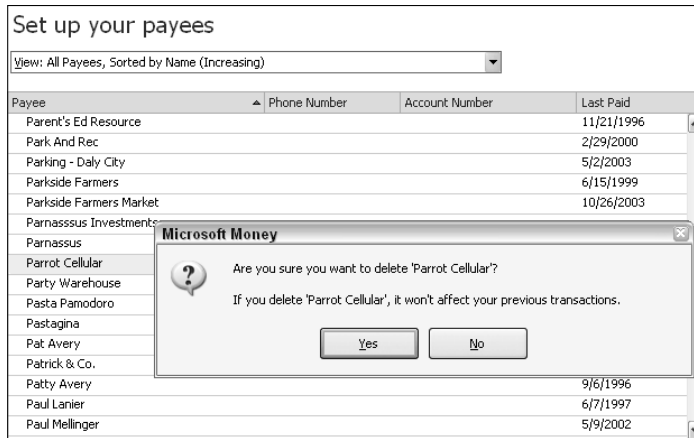 Set up your payees
View: All Payees, Sorted by Name (Increasing)
Payee Phone Number Account Number Last Paid
Parent's Ed Resource 11/21/1996
Park And Rec 2/29/2000
Parking - Daly City 5/2/2003
Parkside Farmers 6/15/1999
Parkside Farmers Market 10/26/2003
Parnasssus Investments
Parnassus
Parrot Cellular
Party Warehouse
Pasta Pamodoro
Pastagina
Pat Avery
Patrick & Co.
Patty Avery 9/6/1996
Paul Lanier 6/7/1997
Paul Mellinger 5/9/2002
Microsoft Money
Are you sure you want to delete 'Parrot Cellular'?
If you delete 'Parrot Cellular', it won't affect your previous transactions.
Yes No